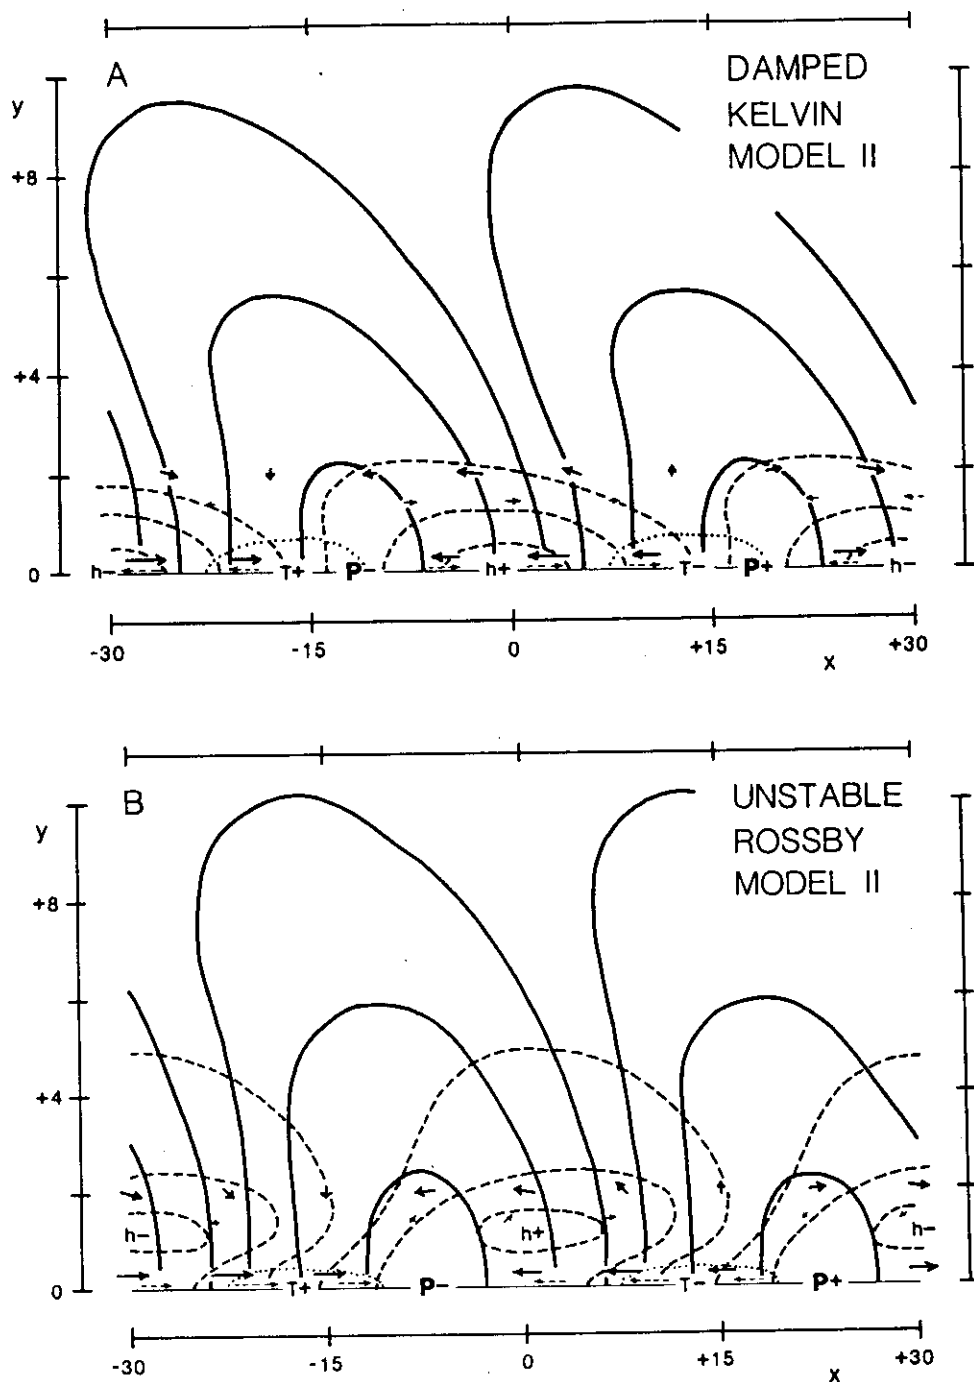 A
DAMPED
KELVIN
MODEL II
y
+8
+4
0
h-
T+
P-
h+
T-
P+
h-
-30
-15
0
+15
+30
x
B
UNSTABLE
ROSSBY
MODEL II
y
+8
+4
0
h-
h+
h-
T+
P-
T-
P+
-30
-15
0
+15
+30
x